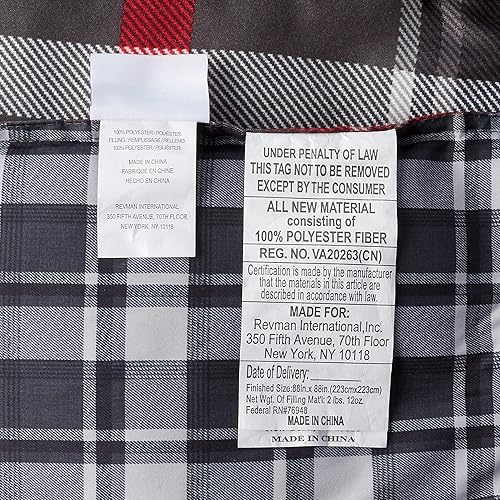 100% POLYESTER/POLIESTER
FILLING / REMPISSAGE/RELLENO:
100% POLYESTER/POLIESTER.
MADE IN CHINA
FABRIQUÉ EN CHINE
HECHO EN CHINA
REVMAN INTERNATIONAL
350 FIFTH AVENUE, 70TH FLOOR
NEW YORK, NY 10118
UNDER PENALTY OF LAW
THIS TAG NOT TO BE REMOVED
EXCEPT BY THE CONSUMER
ALL NEW MATERIAL
consisting of
100% POLYESTER FIBER
REG. NO. VA20263(CN)
Certification is made by the manufacturer
that the materials in this article are
described in accordance with law.
MADE FOR:
Revman International,Inc.
350 Fifth Avenue, 70th Floor
New York, NY 10118
Date of Delivery:
Finished Size:88in.x 88in.(223cmx223cm)
Net Wgt. Of Filling Mat'l: 2 lbs. 12oz.
Federal RN#76948
MADE IN CHINA
MADE IN CHINA